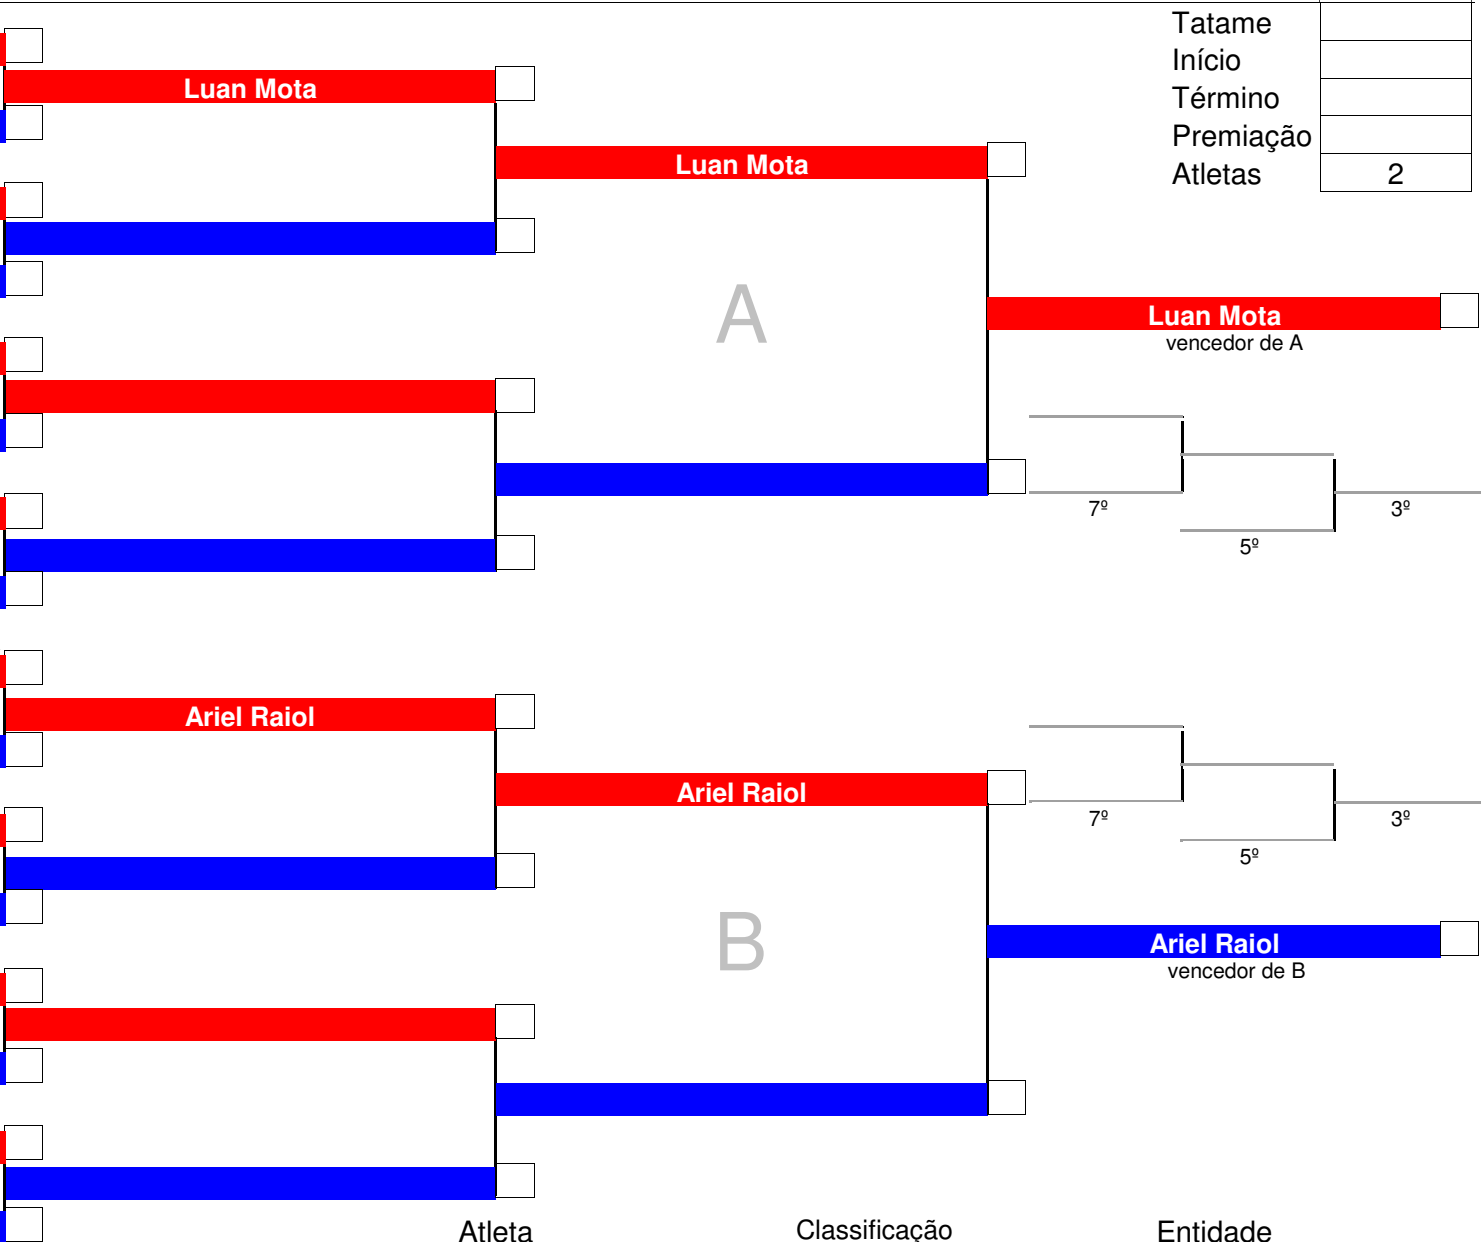 Tatame
Início
Término
Premiação
Atletas 2
Luan Mota
Luan Mota
A
Luan Mota
vencedor de A
7º
5º
3º
Ariel Raiol
Ariel Raiol
7º
5º
3º
B
Ariel Raiol
vencedor de B
Atleta Classificação Entidade